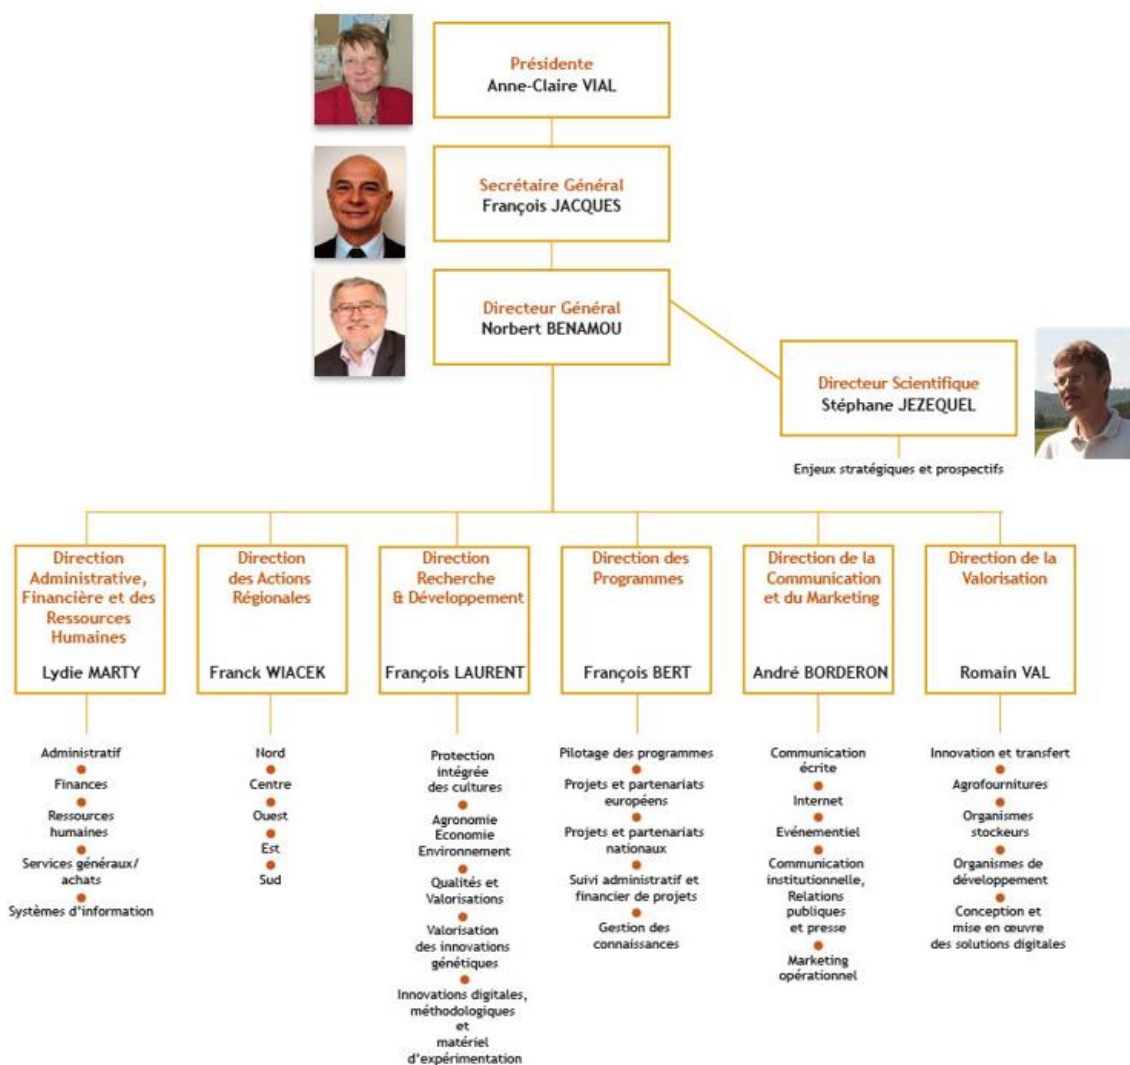 Présidente
Anne-Claire VIAL
Secrétaire Général
François JACQUES
Directeur Général
Norbert BENAMOU
Directeur Scientifique
Stéphane JEZEQUEL
Enjeux stratégiques et prospectifs
Direction
Administrative,
Financière et des
Ressources
Humaines
Lydie MARTY
Administratif
Finances
Ressources
humaines
Services généraux/
achats
Systèmes d'information
Direction
des Actions
Régionales
Franck WIACEK
Nord
Centre
Ouest
Est
Sud
Direction
Recherche
& Développement
François LAURENT
Protection
intégrée
des cultures
Agronomie
Economie
Environnement
Qualités et
Valorisations
Valorisation
des innovations
génétiques
Innovations digitales,
méthodologiques
et
matériel
d'expérimentation
Direction des
Programmes
François BERT
Pilotage des programmes
Projets et partenariats
européens
Projets et partenariats
nationaux
Suivi administratif et
financier de projets
Gestion des
connaissances
Direction de la
Communication
et du Marketing
André BORDERON
Communication
écrite
Internet
Evénementiel
Communication
institutionnelle,
Relations
publiques
et presse
Marketing
opérationnel
Direction de la
Valorisation
Romain VAL
Innovation et transfert
Agrofournitures
Organismes
stockeurs
Organismes de
développement
Conception et
mise en œuvre
des solutions digitales